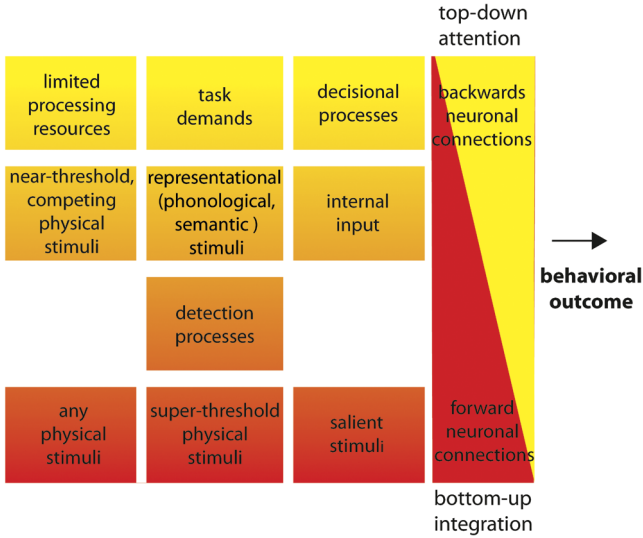 top-down
attention
limited
processing
resources
task
demands
decisional
processes
backwards
neuronal
connections
near-threshold,
competing
physical
stimuli
representational
(phonological,
semantic )
stimuli
internal
input
behavioral
outcome
detection
processes
any
physical
stimuli
super-threshold
physical
stimuli
salient
stimuli
forward
neuronal
connections
bottom-up
integration